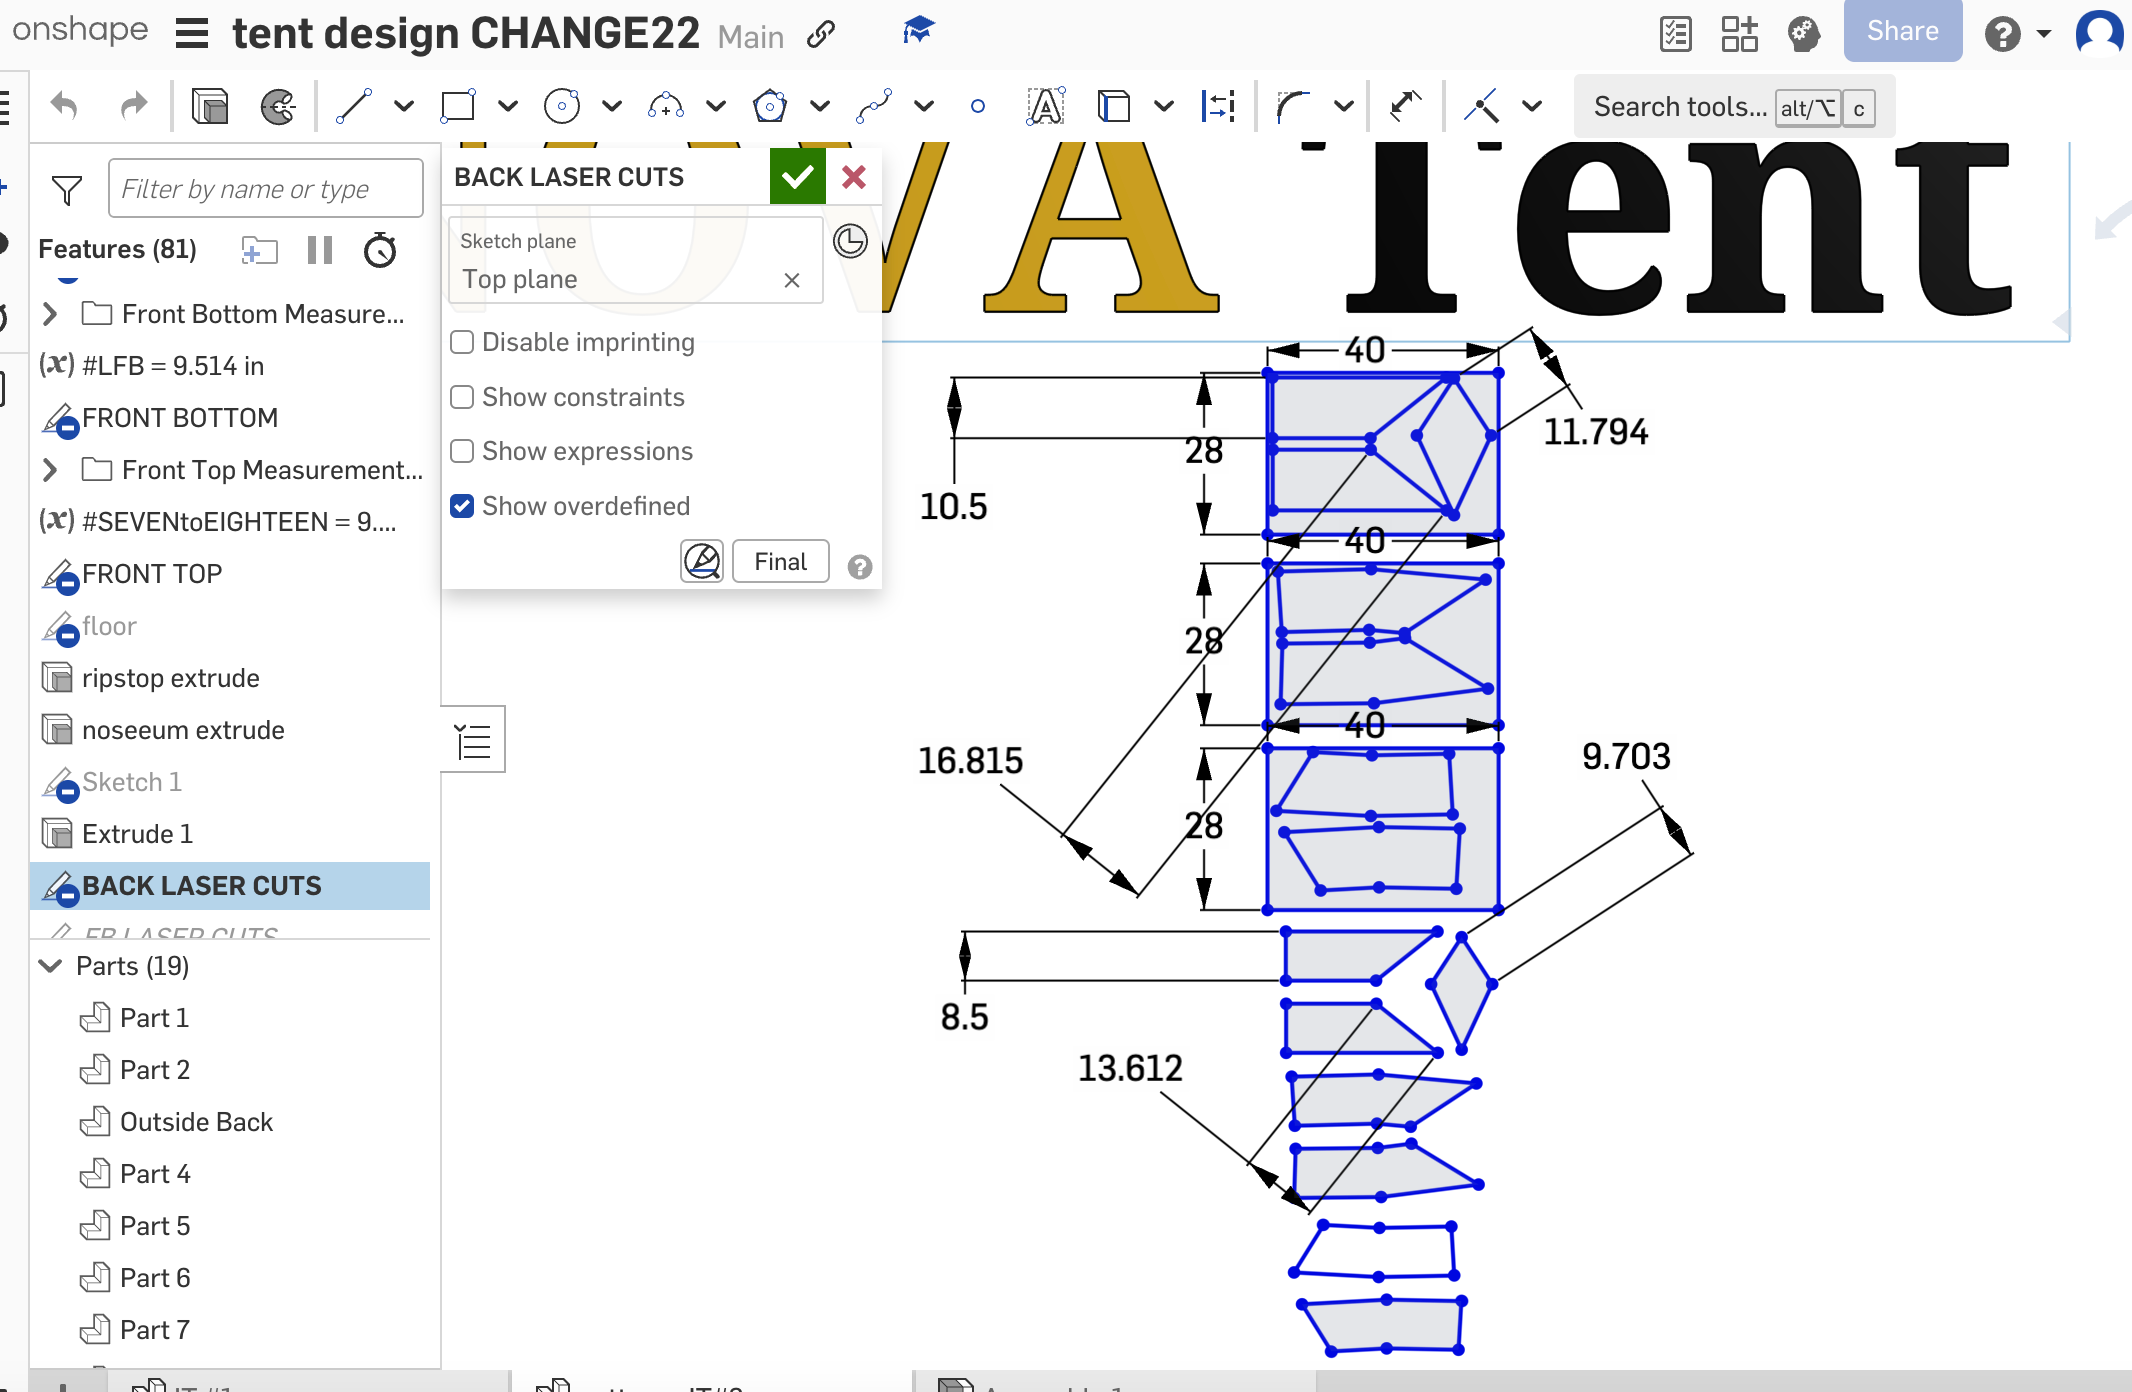 onshape tent design CHANGE22 Main Share
Search tools... alt/⌥ c
Tent
Filter by name or type
Features (81)
Front Bottom Measure...
(x) #LFB = 9.514 in
FRONT BOTTOM
Front Top Measurement...
(x) #SEVENtoEIGHTEEN = 9....
FRONT TOP
floor
ripstop extrude
noseeum extrude
Sketch 1
Extrude 1
BACK LASER CUTS
FB LASER CUTS
Parts (19)
Part 1
Part 2
Outside Back
Part 4
Part 5
Part 6
Part 7
BACK LASER CUTS
Sketch plane
Top plane
Disable imprinting
Show constraints
Show expressions
Show overdefined
Final
40
11.794
28
10.5
40
28
40
16.815
9.703
28
8.5
13.612